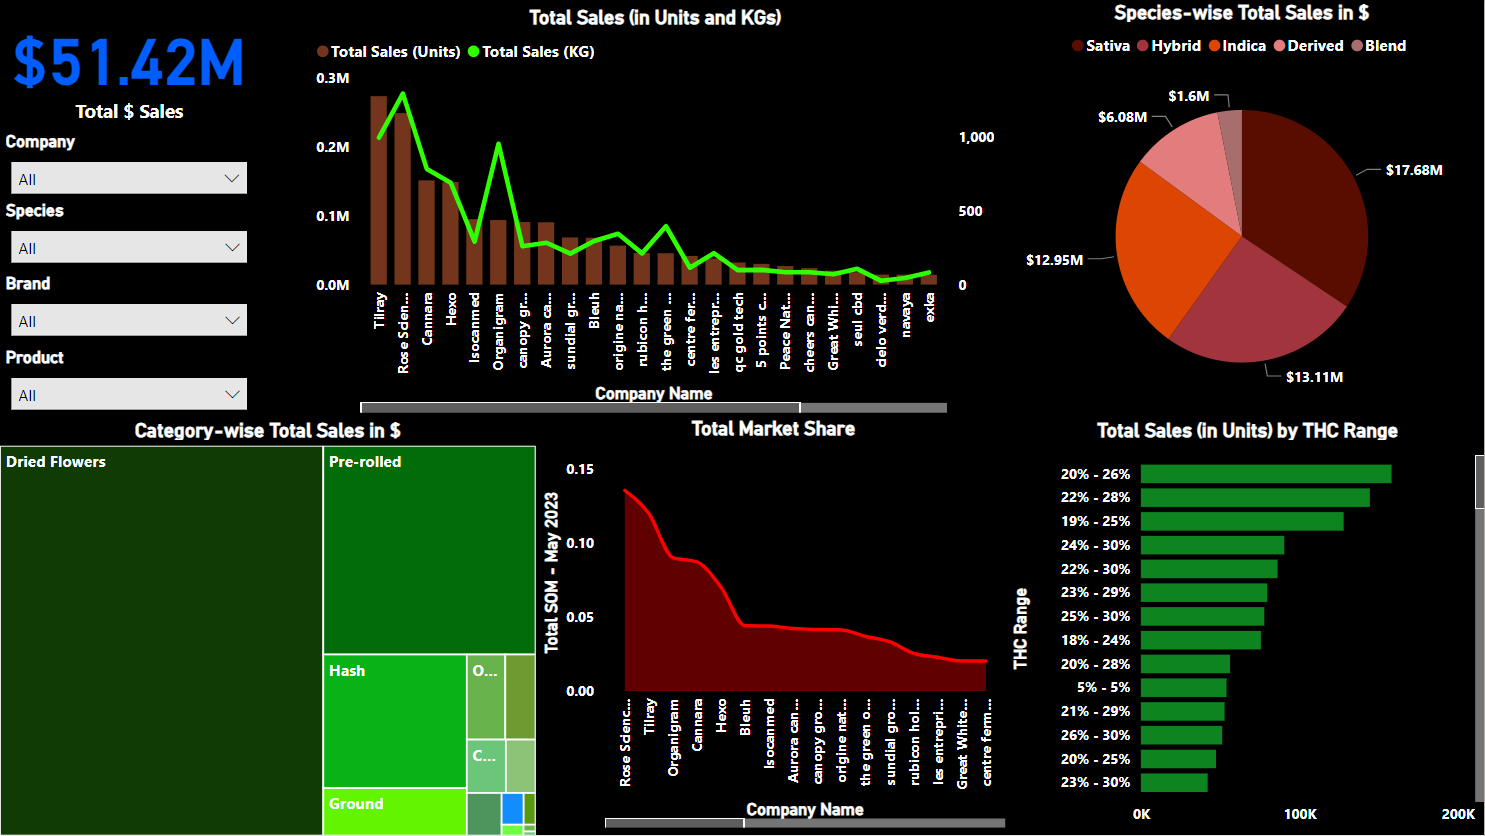 $51.42M
Total $ Sales
Company
All
Species
All
Brand
All
Product
All
Total Sales (in Units and KGs)
Total Sales (Units) Total Sales (KG)
0.3M
0.2M
0.1M
0.0M
1,000
500
0
Tilray
Rose Scien...
Cannara
Hexo
Isocanmed
Organigram
canopy gr...
Aurora ca...
sundial gr...
Bleuh
origine na...
rubicon h...
the green ...
centre fer...
les entrepr...
qc gold tech
5 points c...
Peace Nat...
cheers can...
Great Whi...
seul cbd
delo verd...
navaya
exka
Company Name
Species-wise Total Sales in $
Sativa Hybrid Indica Derived Blend
$1.6M
$6.08M
$17.68M
$12.95M
$13.11M
Category-wise Total Sales in $
Dried Flowers
Pre-rolled
Hash
O...
C...
Ground
Total Market Share
Total SOM - May 2023
0.15
0.10
0.05
0.00
Rose Scienc...
Tilray
Organigram
Cannara
Hexo
Bleuh
Isocanmed
Aurora can...
canopy gro...
origine nat...
the green o...
sundial gro...
rubicon hol...
les entrepri...
Great White...
centre ferm...
Company Name
Total Sales (in Units) by THC Range
THC Range
20% - 26%
22% - 28%
19% - 25%
24% - 30%
22% - 30%
23% - 29%
25% - 30%
18% - 24%
20% - 28%
5% - 5%
21% - 29%
26% - 30%
20% - 25%
23% - 30%
0K 100K 200K